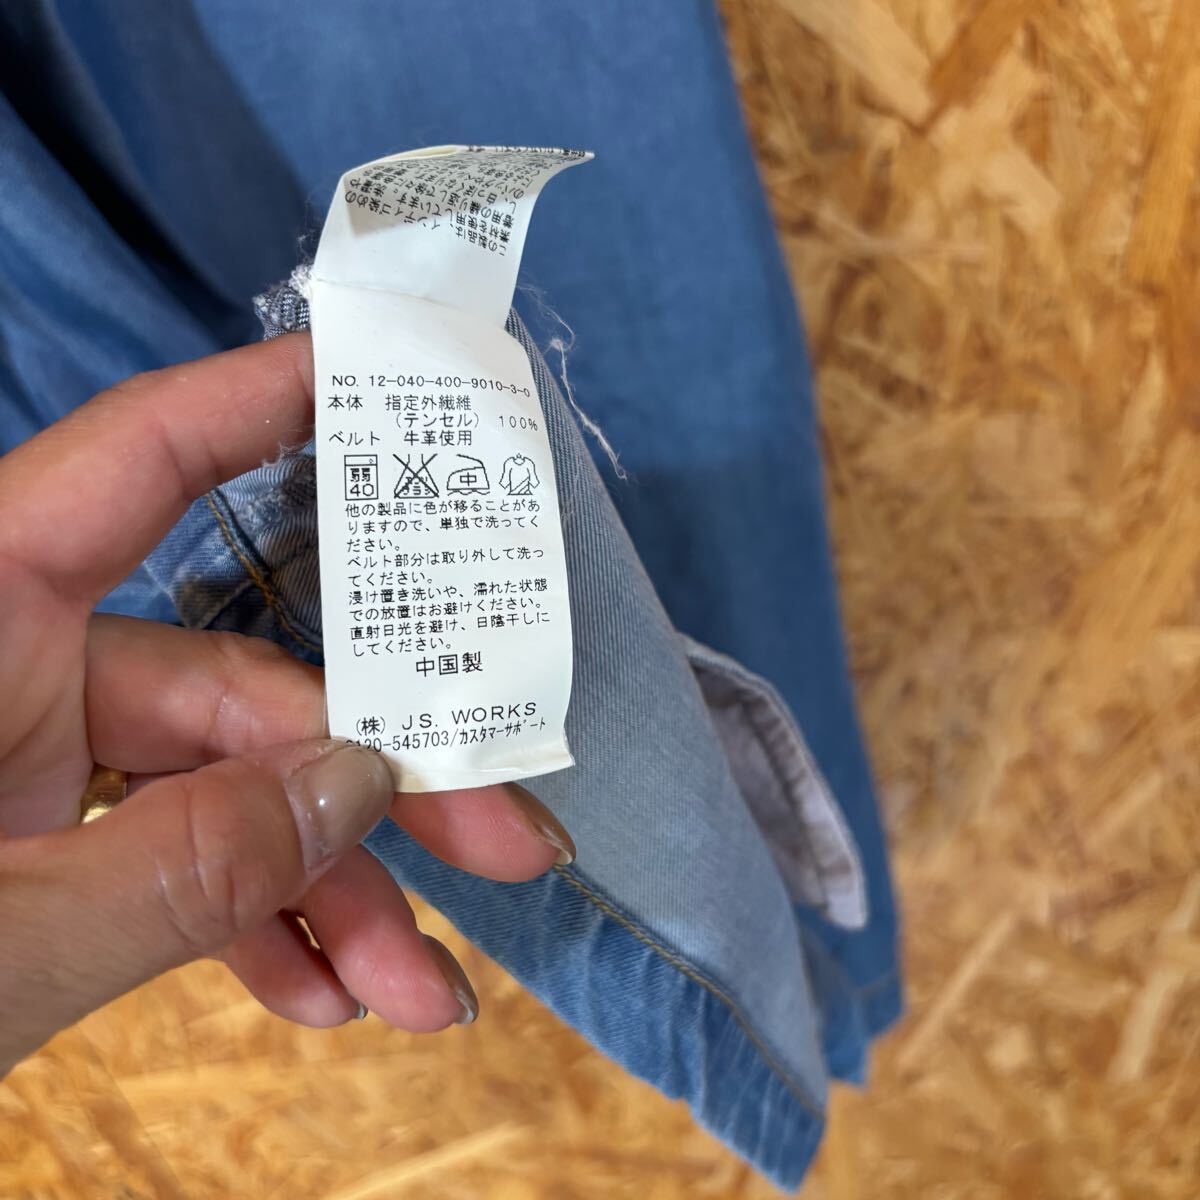 NO. 12-040-400-9010-3-0
本体 指定外繊維
(テンセル) 100%
ベルト 牛革使用
弱 40 中
他の製品に色が移ることがあ
りますので、単独で洗ってく
ださい。
ベルト部分は取り外して洗っ
てください。
浸け置き洗いや、濡れた状態
での放置はお避けください。
直射日光を避け、日陰干しに
してください。
中国製
(株) JS. WORKS
0120-545703/カスタマーサポート